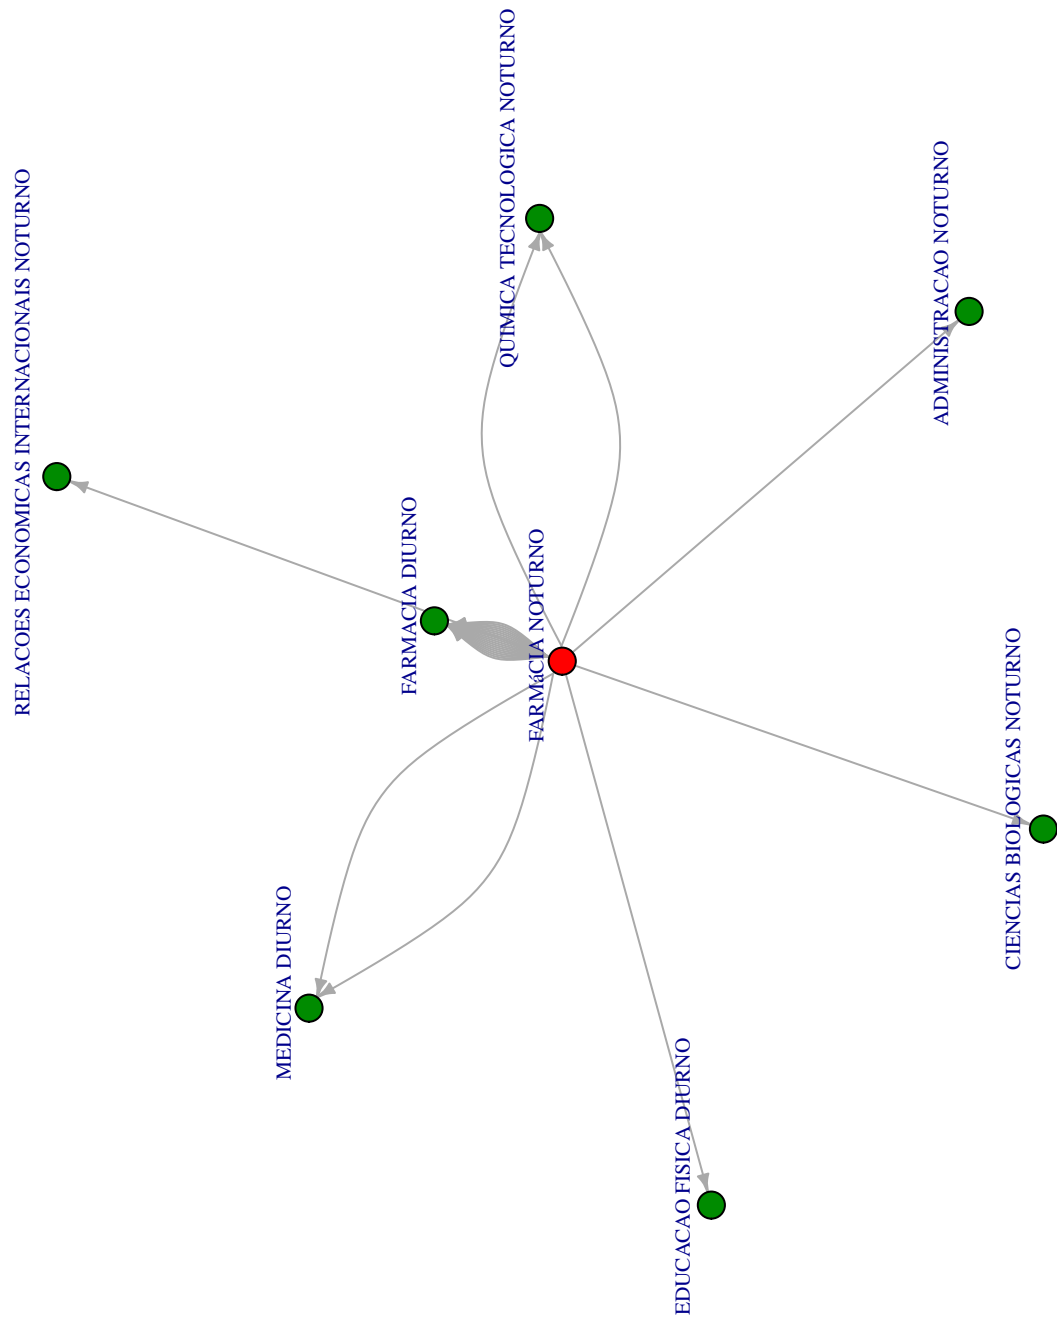 RELACOES ECONOMICAS INTERNACIONAIS NOTURNO
MEDICINA DIURNO
FARMACIA DIURNO
QUIMICA TECNOLOGICA NOTURNO
FARMáCIA NOTURNO
EDUCACAO FISICA DIURNO
ADMINISTRACAO NOTURNO
CIENCIAS BIOLOGICAS NOTURNO